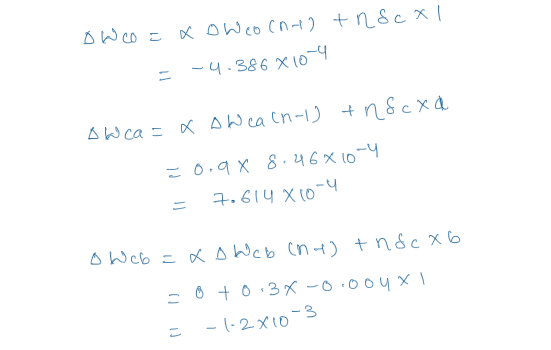 ΔWco = α ΔWco(n-1) + ηδc×1
= -4.386×10⁻⁴
ΔWca = α ΔWca(n-1) + ηδc×a
= 0.9× 8.46×10⁻⁴
= 7.614×10⁻⁴
ΔWcb = α ΔWcb (n-1) + ηδc×b
= 0 + 0.3×-0.004×1
= -1.2×10⁻³